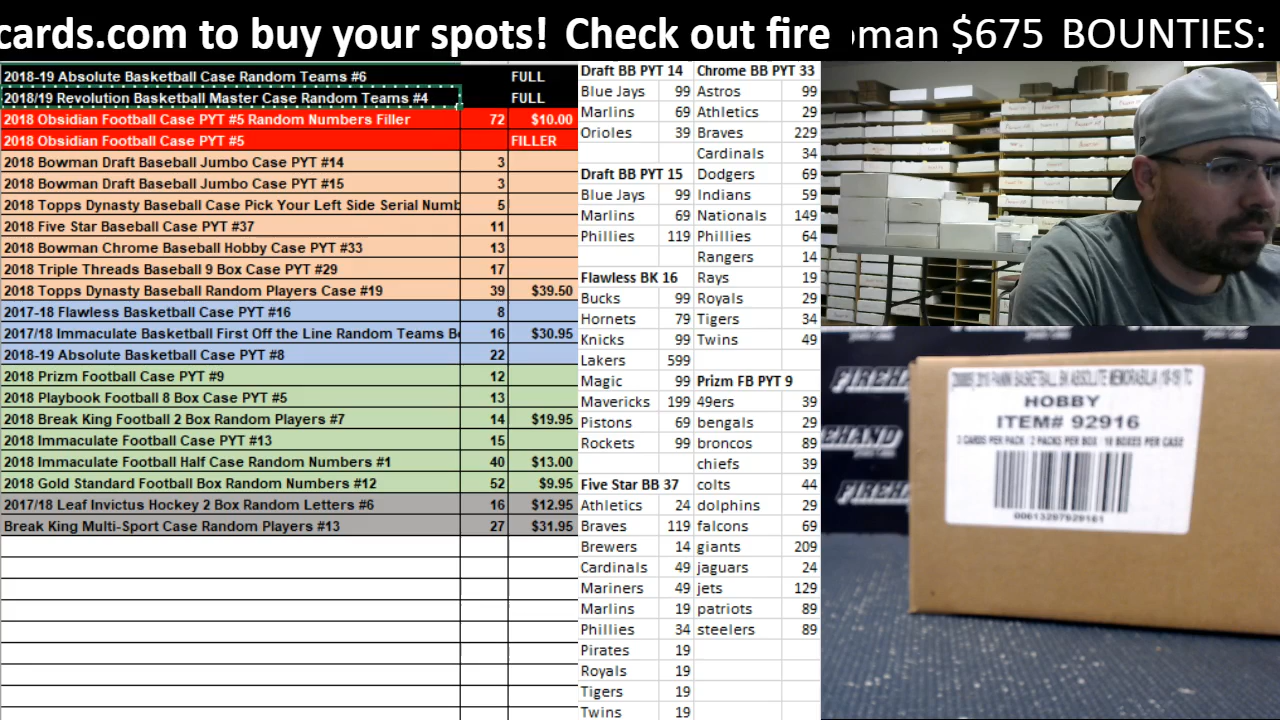 cards.com to buy your spots! Check out fire
man $675 BOUNTIES:
2018-19 Absolute Basketball Case Random Teams #6 FULL
2018/19 Revolution Basketball Master Case Random Teams #4 FULL
2018 Obsidian Football Case PYT #5 Random Numbers Filler 72 $10.00
2018 Obsidian Football Case PYT #5 FILLER
2018 Bowman Draft Baseball Jumbo Case PYT #14 3
2018 Bowman Draft Baseball Jumbo Case PYT #15 3
2018 Topps Dynasty Baseball Case Pick Your Left Side Serial Numb 5
2018 Five Star Baseball Case PYT #37 11
2018 Bowman Chrome Baseball Hobby Case PYT #33 13
2018 Triple Threads Baseball 9 Box Case PYT #29 17
2018 Topps Dynasty Baseball Random Players Case #19 39 $39.50
2017-18 Flawless Basketball Case PYT #16 8
2017/18 Immaculate Basketball First Off the Line Random Teams B 16 $30.95
2018-19 Absolute Basketball Case PYT #8 22
2018 Prizm Football Case PYT #9 12
2018 Playbook Football 8 Box Case PYT #5 13
2018 Break King Football 2 Box Random Players #7 14 $19.95
2018 Immaculate Football Case PYT #13 15
2018 Immaculate Football Half Case Random Numbers #1 40 $13.00
2018 Gold Standard Football Box Random Numbers #12 52 $9.95
2017/18 Leaf Invictus Hockey 2 Box Random Letters #6 16 $12.95
Break King Multi-Sport Case Random Players #13 27 $31.95
Draft BB PYT 14
Blue Jays 99
Marlins 69
Orioles 39
Draft BB PYT 15
Blue Jays 99
Marlins 69
Phillies 119
Flawless BK 16
Bucks 99
Hornets 79
Knicks 99
Lakers 599
Magic 99
Mavericks 199
Pistons 69
Rockets 99
Five Star BB 37
Athletics 24
Braves 119
Brewers 14
Cardinals 49
Mariners 49
Marlins 19
Phillies 34
Pirates 19
Royals 19
Tigers 19
Twins 19
Chrome BB PYT 33
Astros 99
Athletics 29
Braves 229
Cardinals 34
Dodgers 69
Indians 59
Nationals 149
Phillies 64
Rangers 14
Rays 19
Royals 29
Tigers 34
Twins 49
Prizm FB PYT 9
49ers 39
bengals 29
broncos 89
chiefs 39
colts 44
dolphins 29
falcons 69
giants 209
jaguars 24
jets 129
patriots 89
steelers 89
FIREHAND
HOBBY
ITEM# 92916
3 CARDS PER PACK 2 PACKS PER BOX 10 BOXES PER CASE